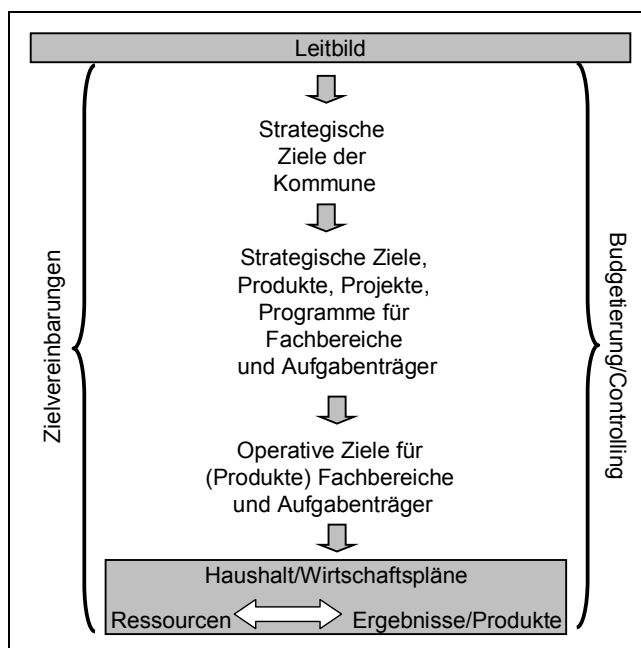 Leitbild
Strategische
Ziele der
Kommune
Strategische Ziele,
Produkte, Projekte,
Programme für
Fachbereiche
und Aufgabenträger
Operative Ziele für
(Produkte) Fachbereiche
und Aufgabenträger
Haushalt/Wirtschaftspläne
Ressourcen Ergebnisse/Produkte
Zielvereinbarungen
Budgetierung/Controlling